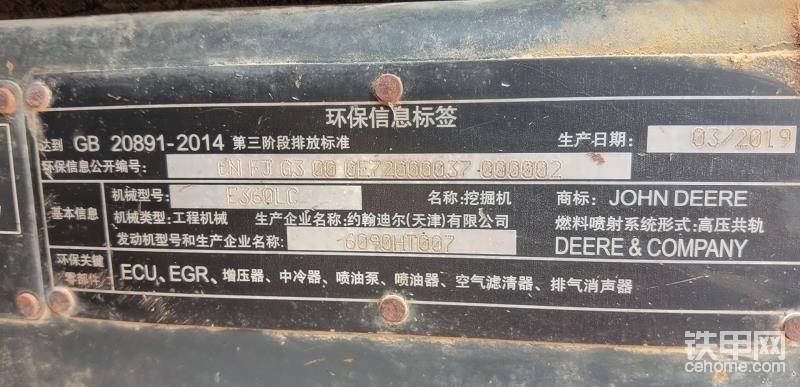 环保信息标签
达到 GB 20891-2014 第三阶段排放标准 生产日期: 03/2019
环保信息公开编号: CN FJ G3 00 0E72000037 000002
基本信息 机械型号: E360LC 名称:挖掘机 商标: JOHN DEERE
机械类型:工程机械 生产企业名称:约翰迪尔(天津)有限公司 燃料喷射系统形式:高压共轨
发动机型号和生产企业名称: 6090HT007 DEERE & COMPANY
环保关键零部件 ECU、EGR、增压器、中冷器、喷油泵、喷油器、空气滤清器、排气消声器
铁甲网
cehome.com